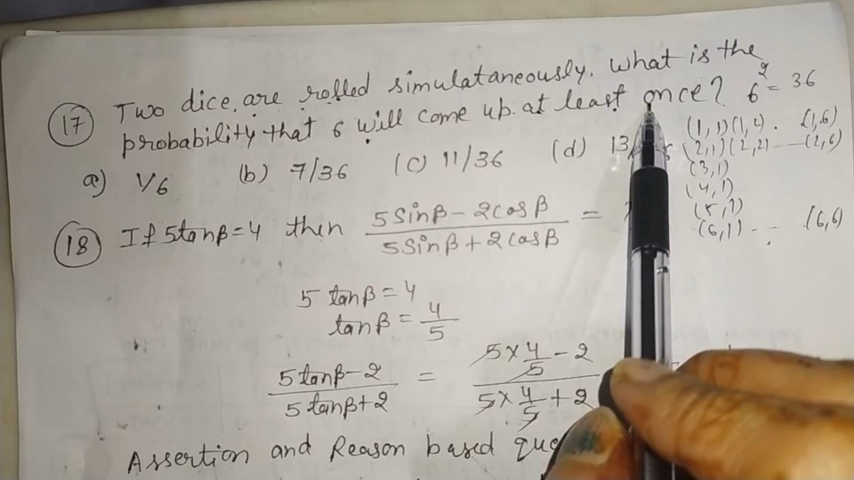 (17) Two dice are rolled simulataneously. What is the
probability that 6 will come up at least once? 6² = 36
(a) 1/6 (b) 7/36 (c) 11/36 (d) 13
(1,1)(1,2). (1,6)
(2,1)(2,2) ---- (2,6)
(3,1)
(4,1)
(5,1)
(6,1) -- . (6,6)
(18) If 5tanβ=4 then (5Sinβ-2cosβ)/(5Sinβ+2cosβ) =
5 tanβ = 4
tanβ = 4/5
(5tanβ-2)/(5tanβ+2) = (5×4/5-2)/(5×4/5+2)
Assertion and Reason based